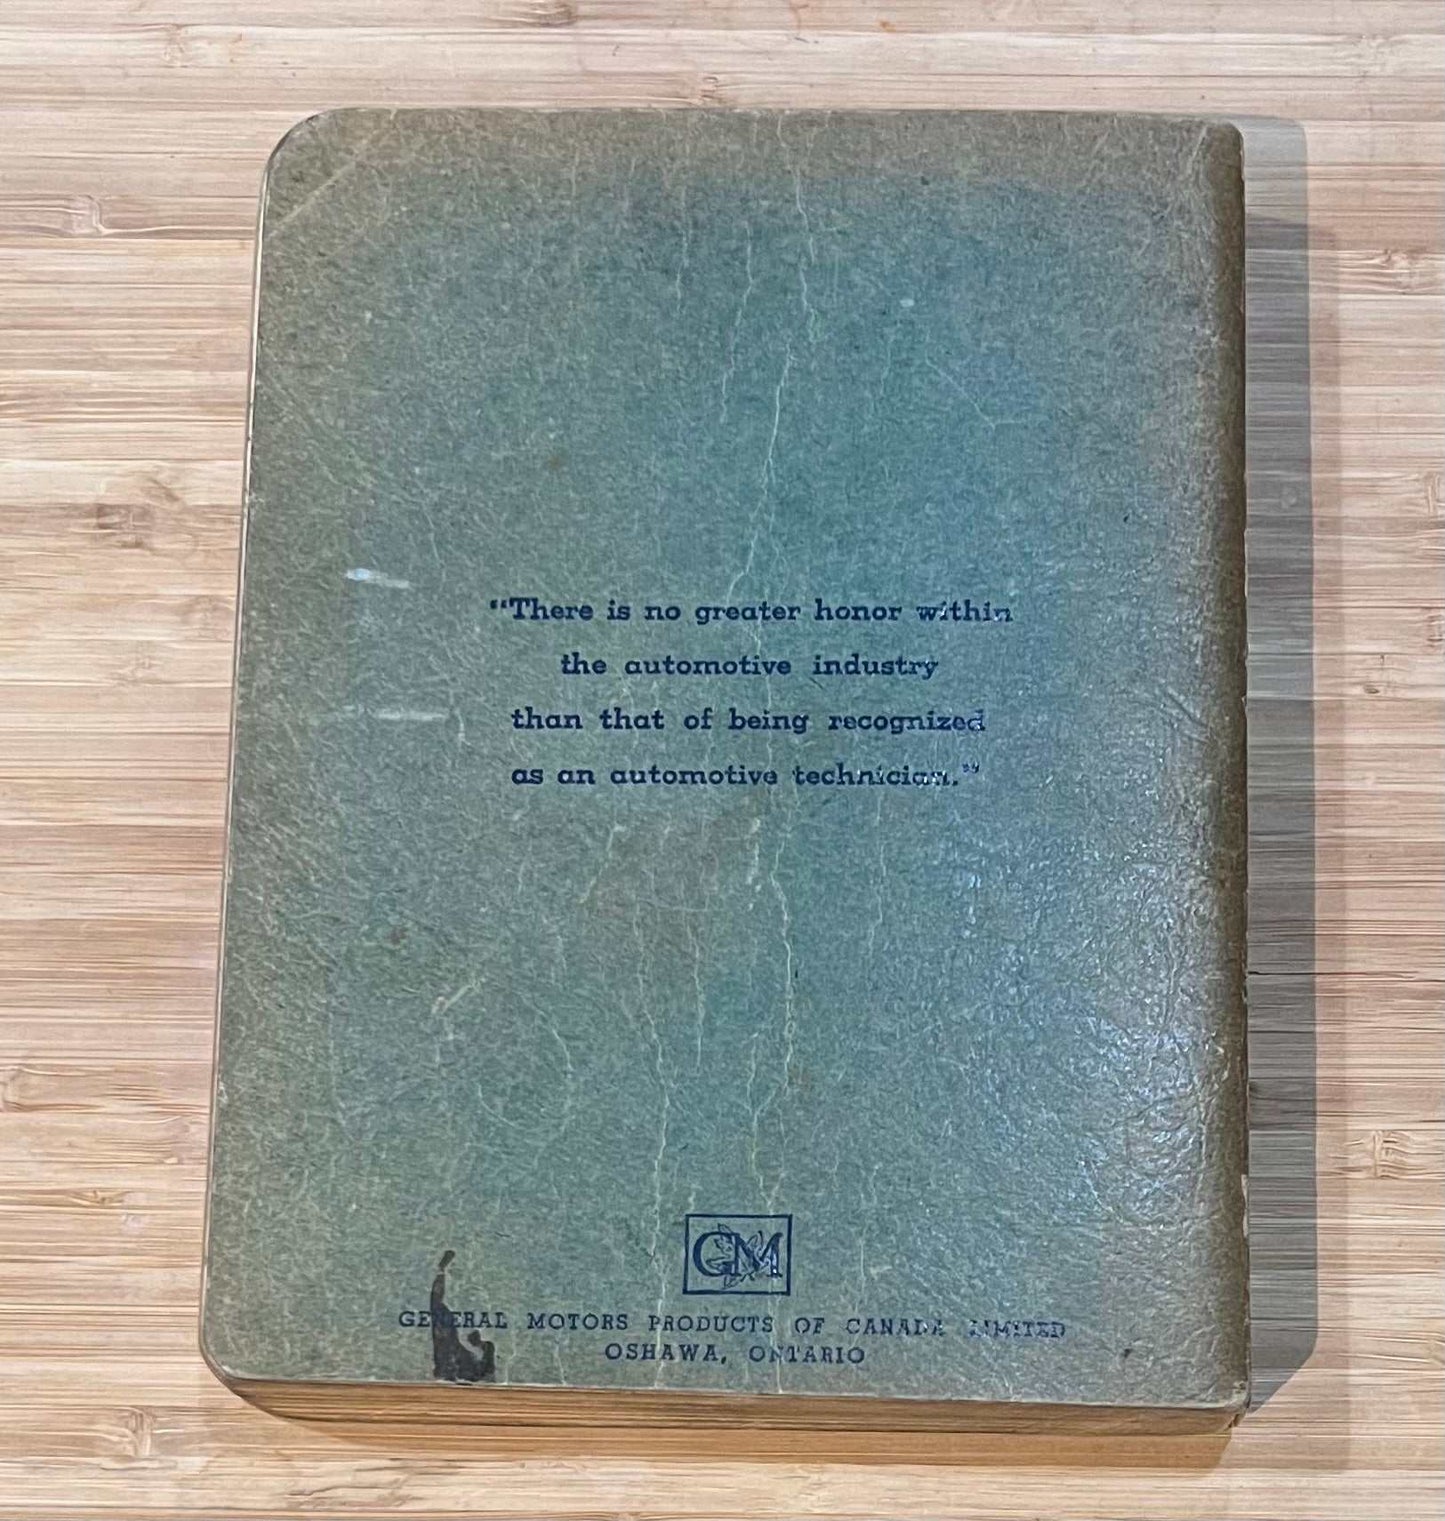 “There is no greater honor within
the automotive industry
than that of being recognized
as an automotive technician.”
GM
GENERAL MOTORS PRODUCTS OF CANADA LIMITED
OSHAWA, ONTARIO